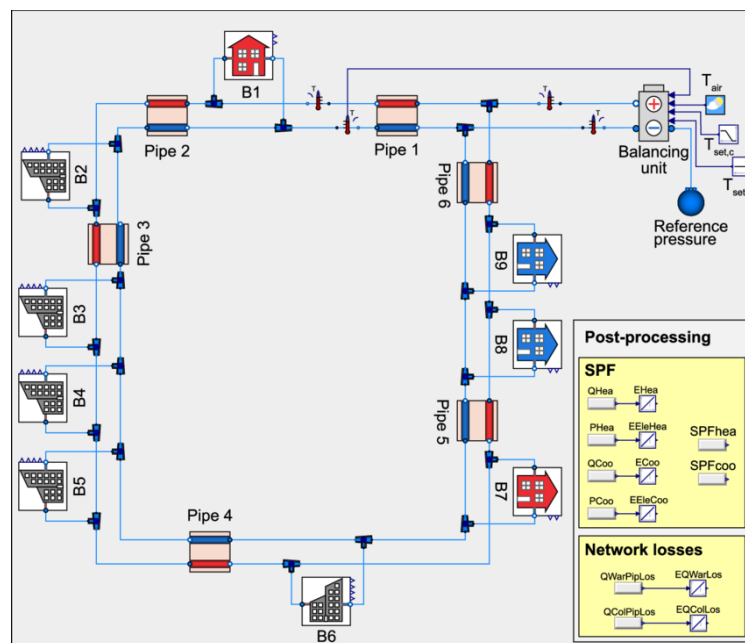 B1
T
T
T
T
T air
Pipe 2
Pipe 1
Balancing
unit
T set,c
T set
B2
Pipe 3
Pipe 6
Reference
pressure
B9
B3
B8
B4
Pipe 5
B5
B7
Pipe 4
B6
Post-processing
SPF
QHea
EHea
PHea
EEleHea
SPFhea
QCoo
ECoo
SPFcoo
PCoo
EEleCoo
Network losses
QWarPipLos
EQWarLos
QColPipLos
EQColLos